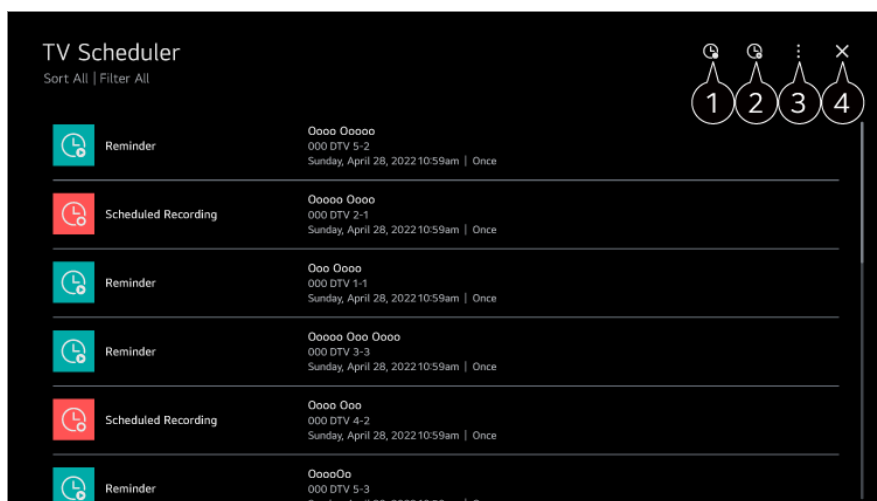 TV Scheduler
Sort All | Filter All
1 2 3 4
Reminder
Oooo Ooooo
000 DTV 5-2
Sunday, April 28, 2022 10:59am | Once
Scheduled Recording
Ooooo Oooo
000 DTV 2-1
Sunday, April 28, 2022 10:59am | Once
Reminder
Ooo Oooo
000 DTV 1-1
Sunday, April 28, 2022 10:59am | Once
Reminder
Ooooo Ooo Oooo
000 DTV 3-3
Sunday, April 28, 2022 10:59am | Once
Scheduled Recording
Oooo Ooo
000 DTV 4-2
Sunday, April 28, 2022 10:59am | Once
Reminder
OoooOo
000 DTV 5-3